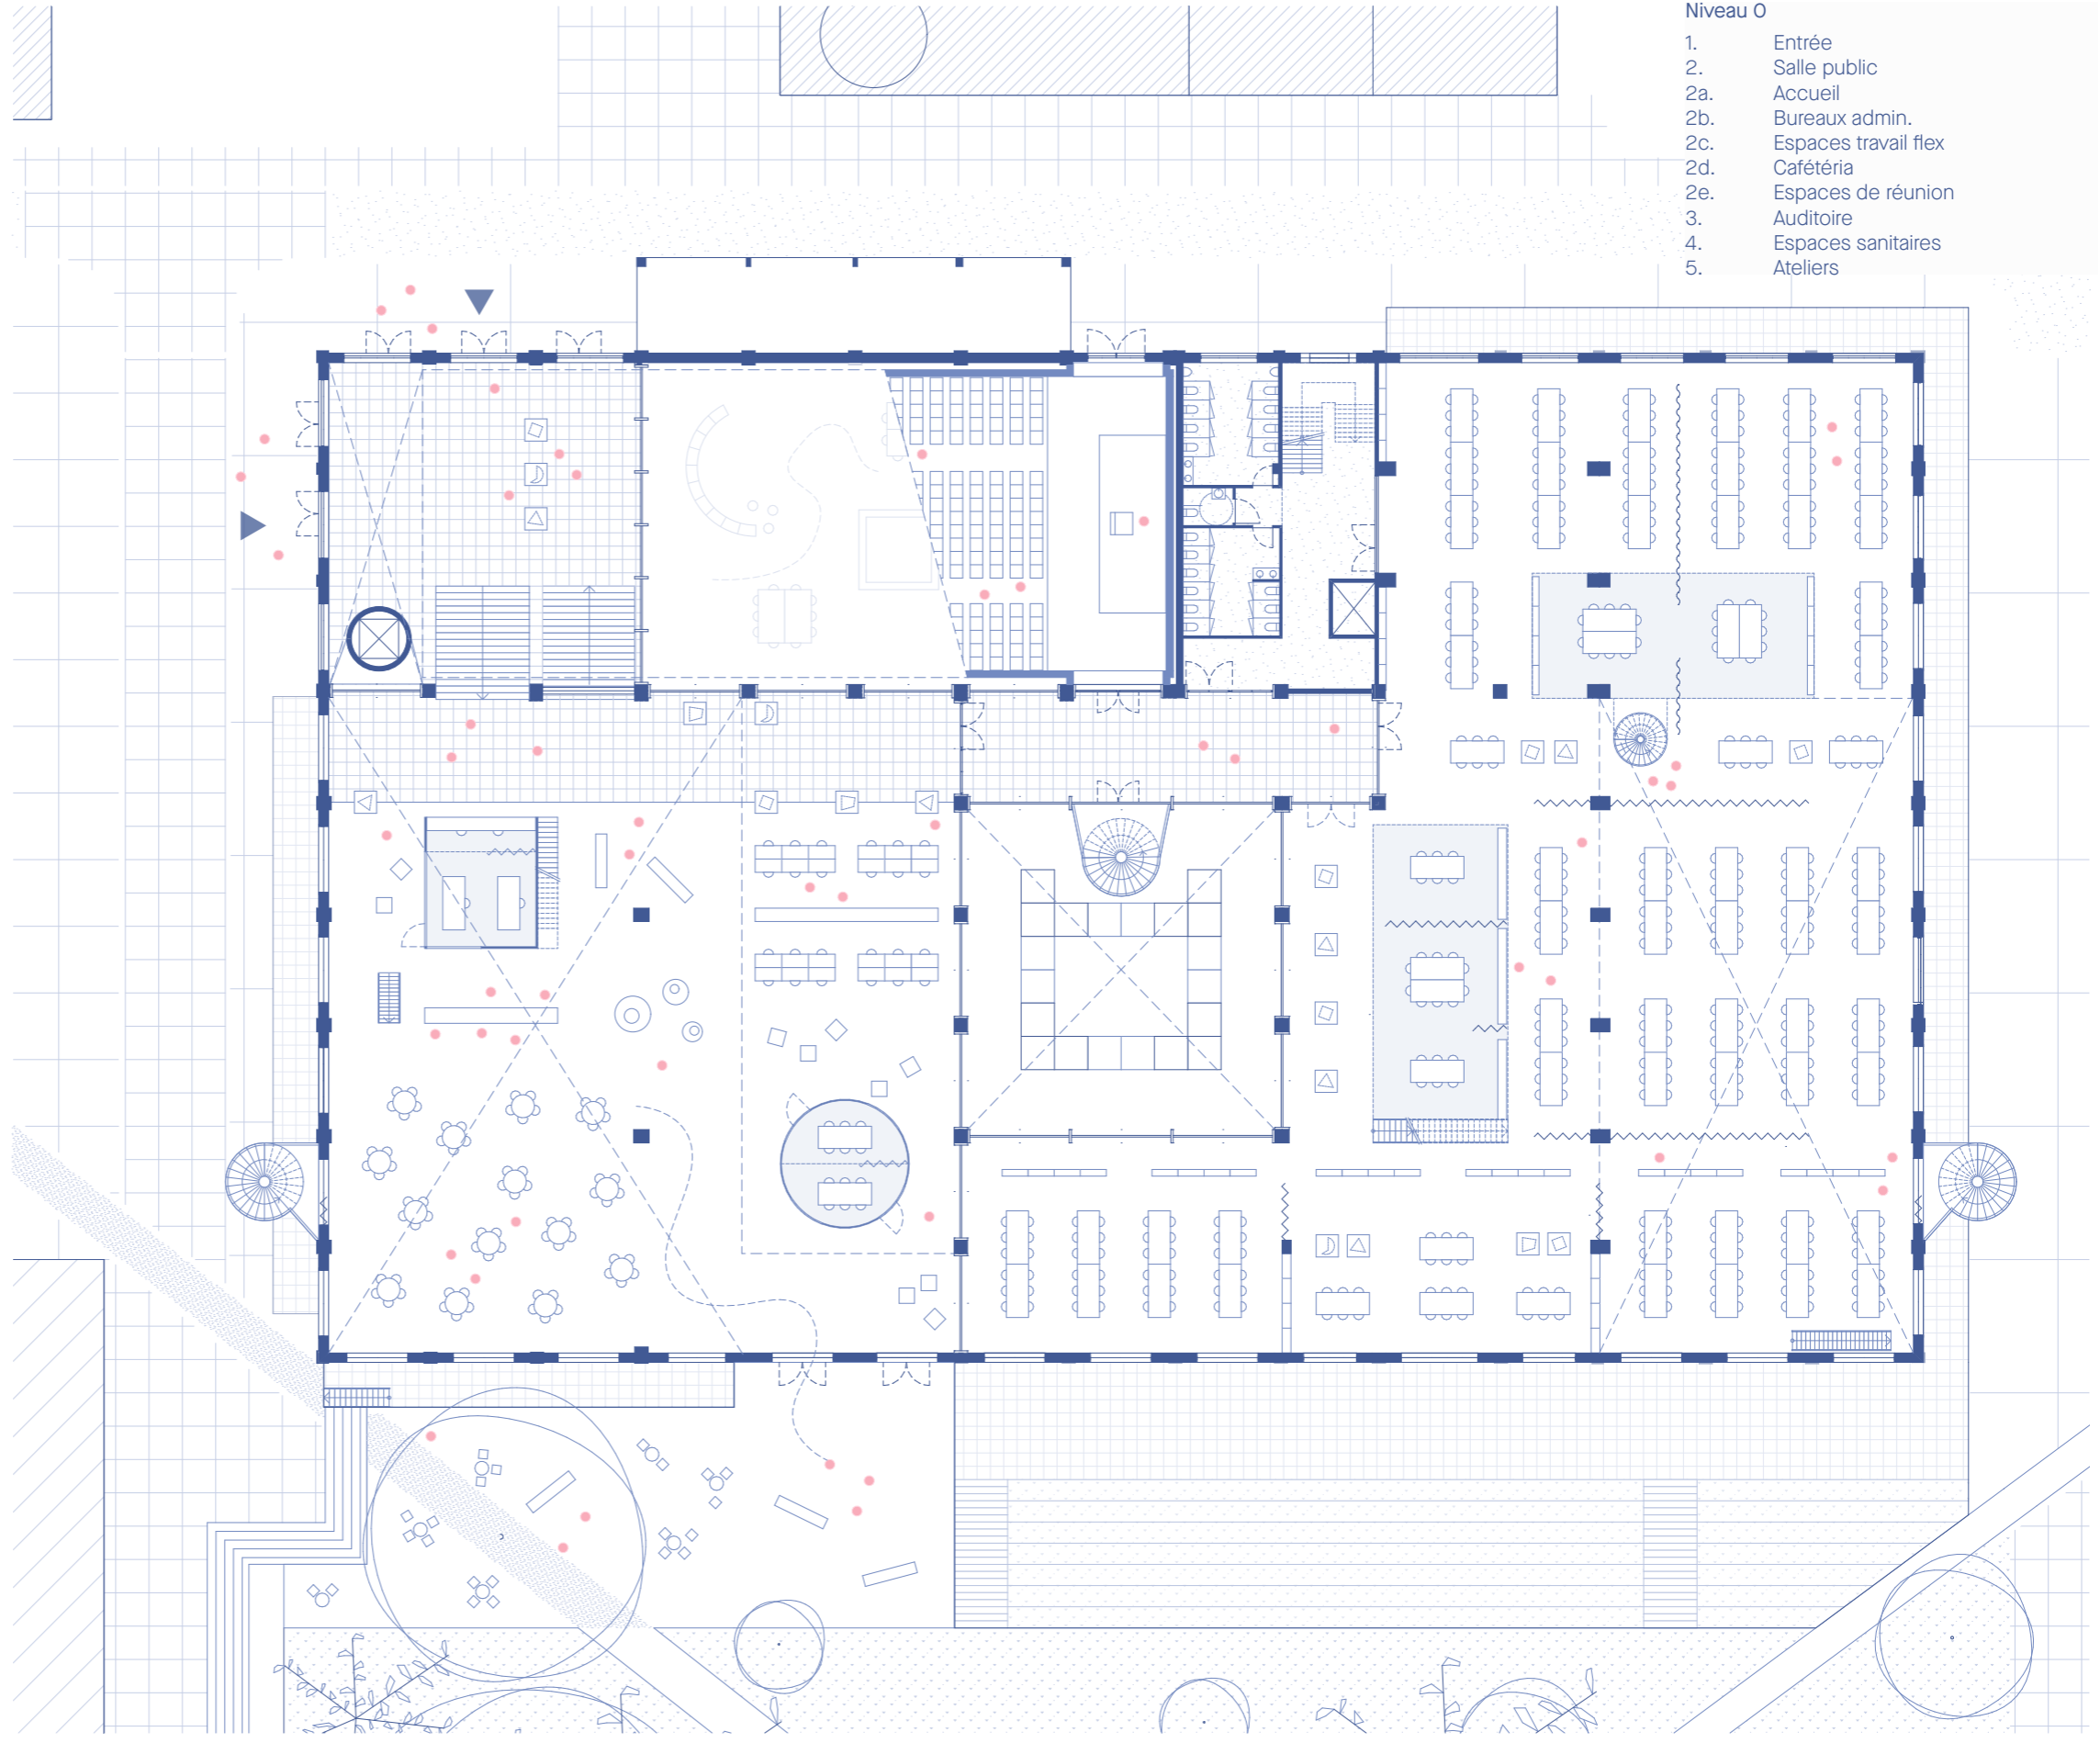 Niveau 0
1. Entrée
2. Salle public
2a. Accueil
2b. Bureaux admin.
2c. Espaces travail flex
2d. Cafétéria
2e. Espaces de réunion
3. Auditoire
4. Espaces sanitaires
5. Ateliers